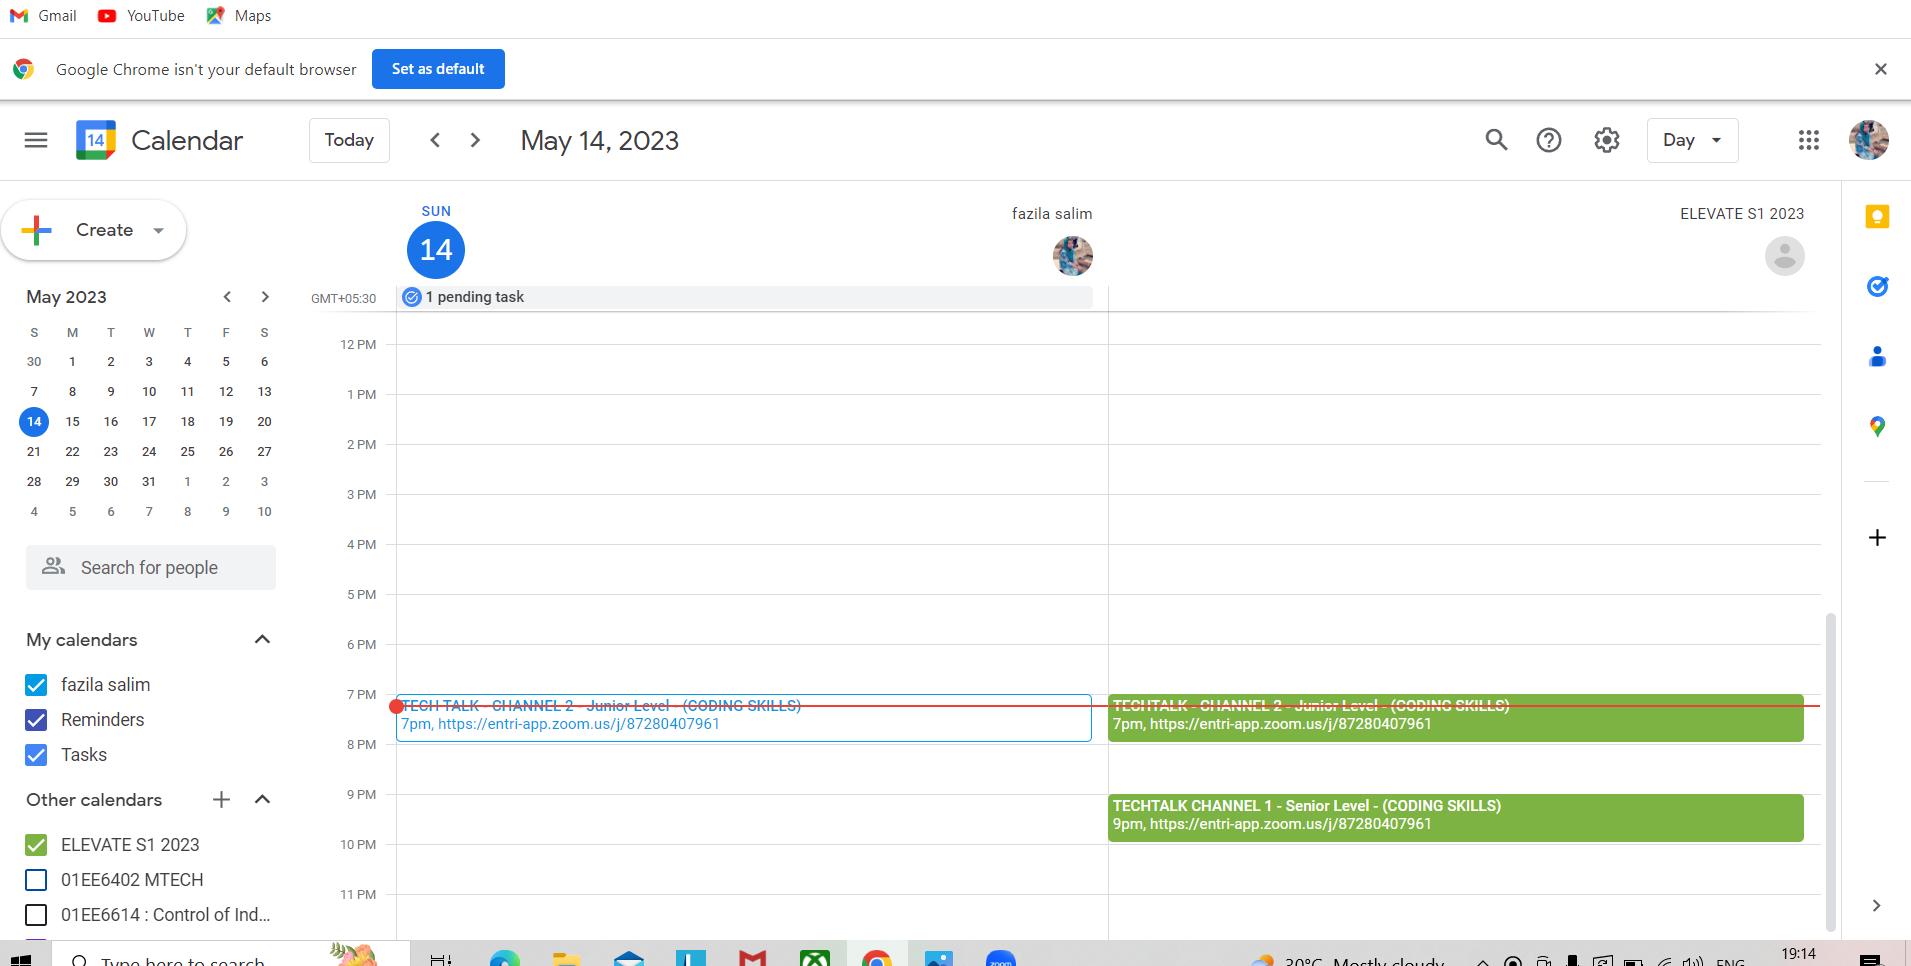 Gmail YouTube Maps
Google Chrome isn't your default browser Set as default
14 Calendar Today May 14, 2023 Day
Create
SUN
14
fazila salim
ELEVATE S1 2023
GMT+05:30
1 pending task
May 2023
S M T W T F S
30 1 2 3 4 5 6
7 8 9 10 11 12 13
14 15 16 17 18 19 20
21 22 23 24 25 26 27
28 29 30 31 1 2 3
4 5 6 7 8 9 10
Search for people
My calendars
fazila salim
Reminders
Tasks
Other calendars
ELEVATE S1 2023
01EE6402 MTECH
01EE6614 : Control of Ind...
12 PM
1 PM
2 PM
3 PM
4 PM
5 PM
6 PM
7 PM
8 PM
9 PM
10 PM
11 PM
TECH TALK - CHANNEL 2 - Junior Level - (CODING SKILLS)
7pm, https://entri-app.zoom.us/j/87280407961
TECHTALK - CHANNEL 2 - Junior Level - (CODING SKILLS)
7pm, https://entri-app.zoom.us/j/87280407961
TECHTALK CHANNEL 1 - Senior Level - (CODING SKILLS)
9pm, https://entri-app.zoom.us/j/87280407961
Type here to search
zoom
30°C Mostly cloudy
ENG
19:14